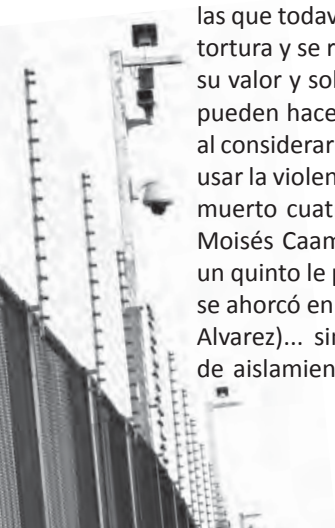 las que todav
tortura y se r
su valor y sol
pueden hace
al considerar
usar la violen
muerto cuat
Moisés Caam
un quinto le p
se ahorcó en
Alvarez)... sin
de aislamien